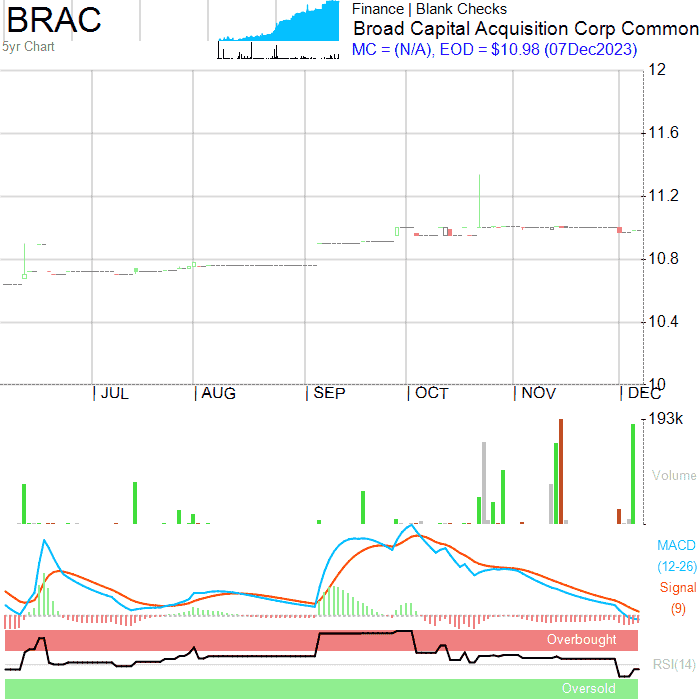 BRAC
5yr Chart
Finance | Blank Checks
Broad Capital Acquisition Corp Common
MC = (N/A), EOD = $10.98 (07Dec2023)
12
11.6
11.2
10.8
10.4
10
JUL
AUG
SEP
OCT
NOV
DEC
193k
Volume
MACD
(12-26)
Signal
(9)
Overbought
RSI(14)
Oversold